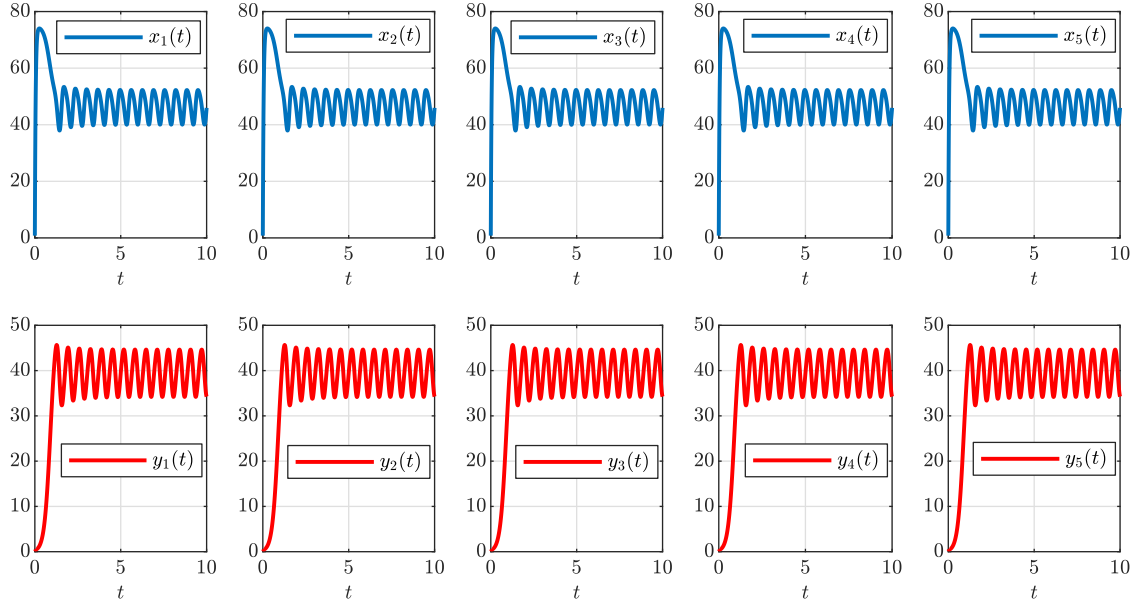 80 80 80 80 80
x₁(t) x₂(t) x₃(t) x₄(t) x₅(t)
60 60 60 60 60
40 40 40 40 40
20 20 20 20 20
0 0 0 0 0
0 5 10 0 5 10 0 5 10 0 5 10 0 5 10
t t t t t
50 50 50 50 50
40 40 40 40 40
30 30 30 30 30
20 20 20 20 20
y₁(t) y₂(t) y₃(t) y₄(t) y₅(t)
10 10 10 10 10
0 0 0 0 0
0 5 10 0 5 10 0 5 10 0 5 10 0 5 10
t t t t t